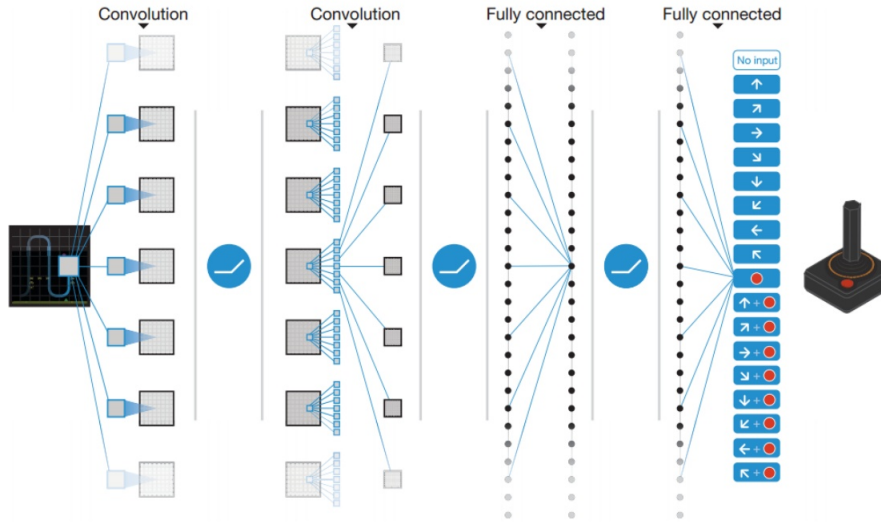 Convolution
Convolution
Fully connected
Fully connected
No input
+
+
+
+
+
+
+
+